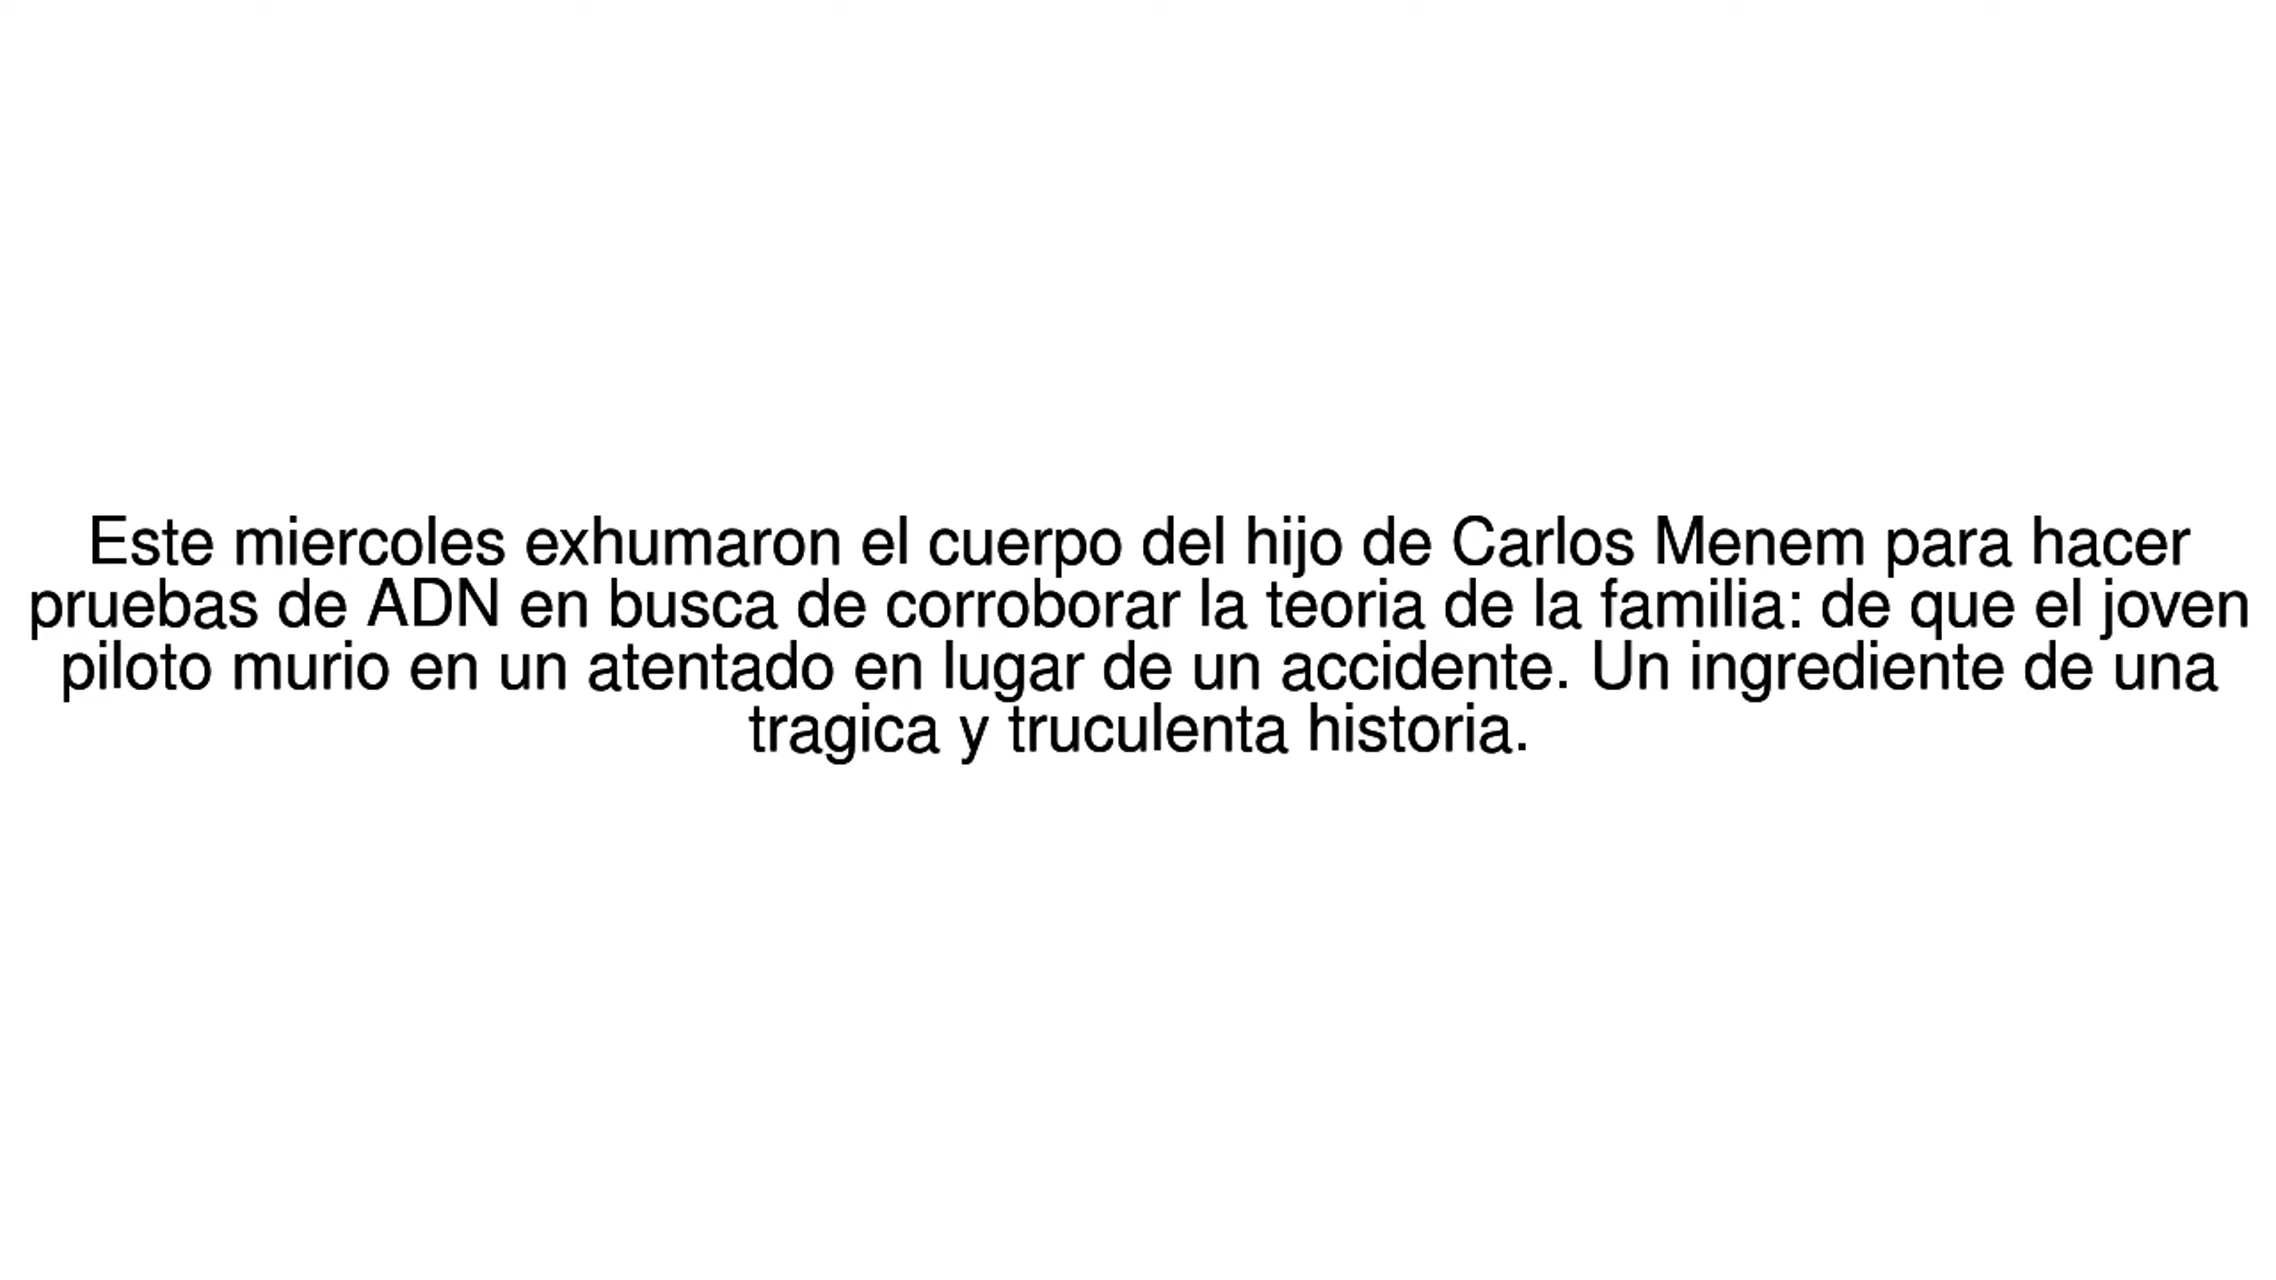 Este miercoles exhumaron el cuerpo del hijo de Carlos Menem para hacer
pruebas de ADN en busca de corroborar la teoria de la familia: de que el joven
piloto murio en un atentado en lugar de un accidente. Un ingrediente de una
tragica y truculenta historia.